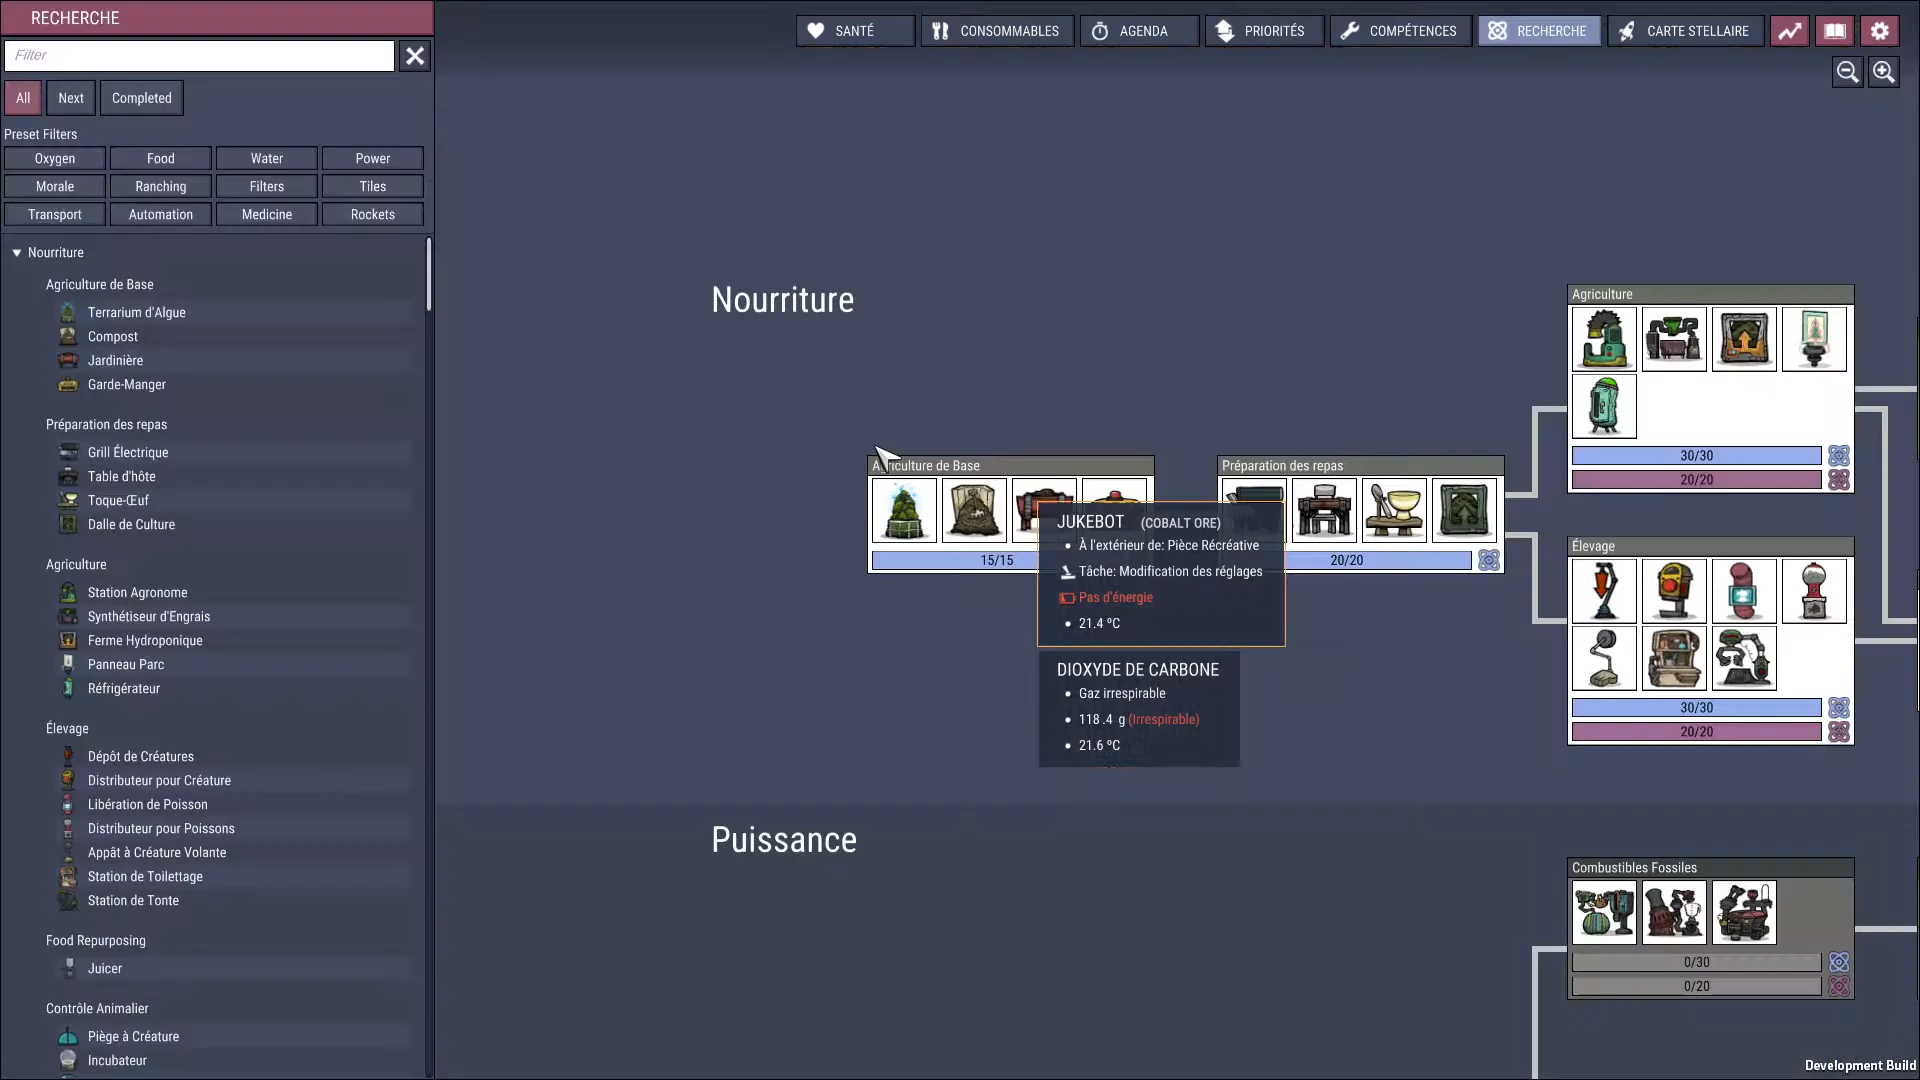 RECHERCHE
SANTÉ
CONSOMMABLES
AGENDA
PRIORITÉS
COMPÉTENCES
RECHERCHE
CARTE STELLAIRE
Filter
All
Next
Completed
Preset Filters
Oxygen
Food
Water
Power
Morale
Ranching
Filters
Tiles
Transport
Automation
Medicine
Rockets
Nourriture
Agriculture de Base
Terrarium d'Algue
Compost
Jardinière
Garde-Manger
Préparation des repas
Grill Électrique
Table d'hôte
Toque-Œuf
Dalle de Culture
Agriculture
Station Agronome
Synthétiseur d'Engrais
Ferme Hydroponique
Panneau Parc
Réfrigérateur
Élevage
Dépôt de Créatures
Distributeur pour Créature
Libération de Poisson
Distributeur pour Poissons
Appât à Créature Volante
Station de Toilettage
Station de Tonte
Food Repurposing
Juicer
Contrôle Animalier
Piège à Créature
Incubateur
Nourriture
Agriculture de Base
15/15
Préparation des repas
20/20
Agriculture
30/30
20/20
Élevage
30/30
20/20
JUKEBOT (COBALT ORE)
À l'extérieur de: Pièce Récréative
Tâche: Modification des réglages
Pas d'énergie
21.4 ºC
DIOXYDE DE CARBONE
Gaz irrespirable
118.4 g (Irrespirable)
21.6 ºC
Puissance
Combustibles Fossiles
0/30
0/20
Development Build